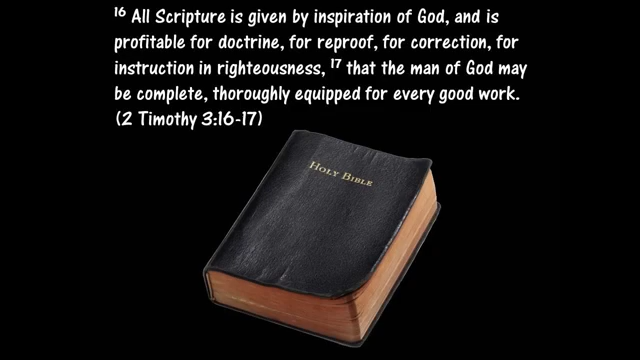 ¹⁶ All Scripture is given by inspiration of God, and is
profitable for doctrine, for reproof, for correction, for
instruction in righteousness, ¹⁷ that the man of God may
be complete, thoroughly equipped for every good work.
(2 Timothy 3:16-17)
HOLY BIBLE